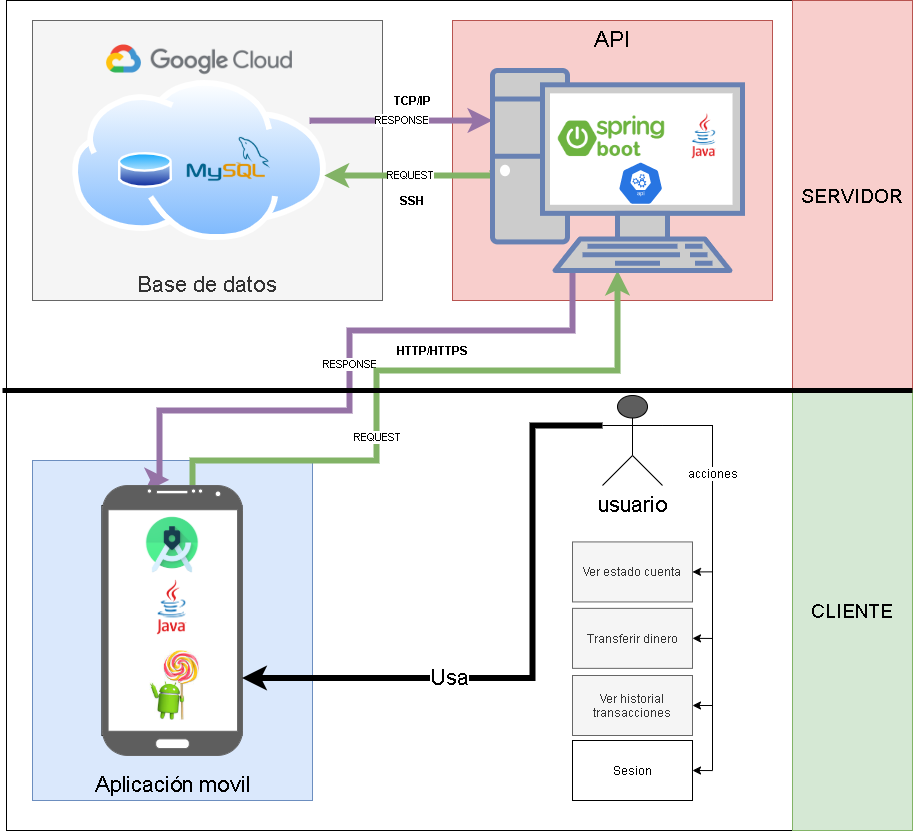 Google Cloud
MySQL
Base de datos
TCP/IP
RESPONSE
REQUEST
SSH
API
spring
boot
Java
api
SERVIDOR
HTTP/HTTPS
RESPONSE
REQUEST
Java
Aplicación movil
Usa
usuario
acciones
Ver estado cuenta
Transferir dinero
Ver historial
transacciones
Sesion
CLIENTE